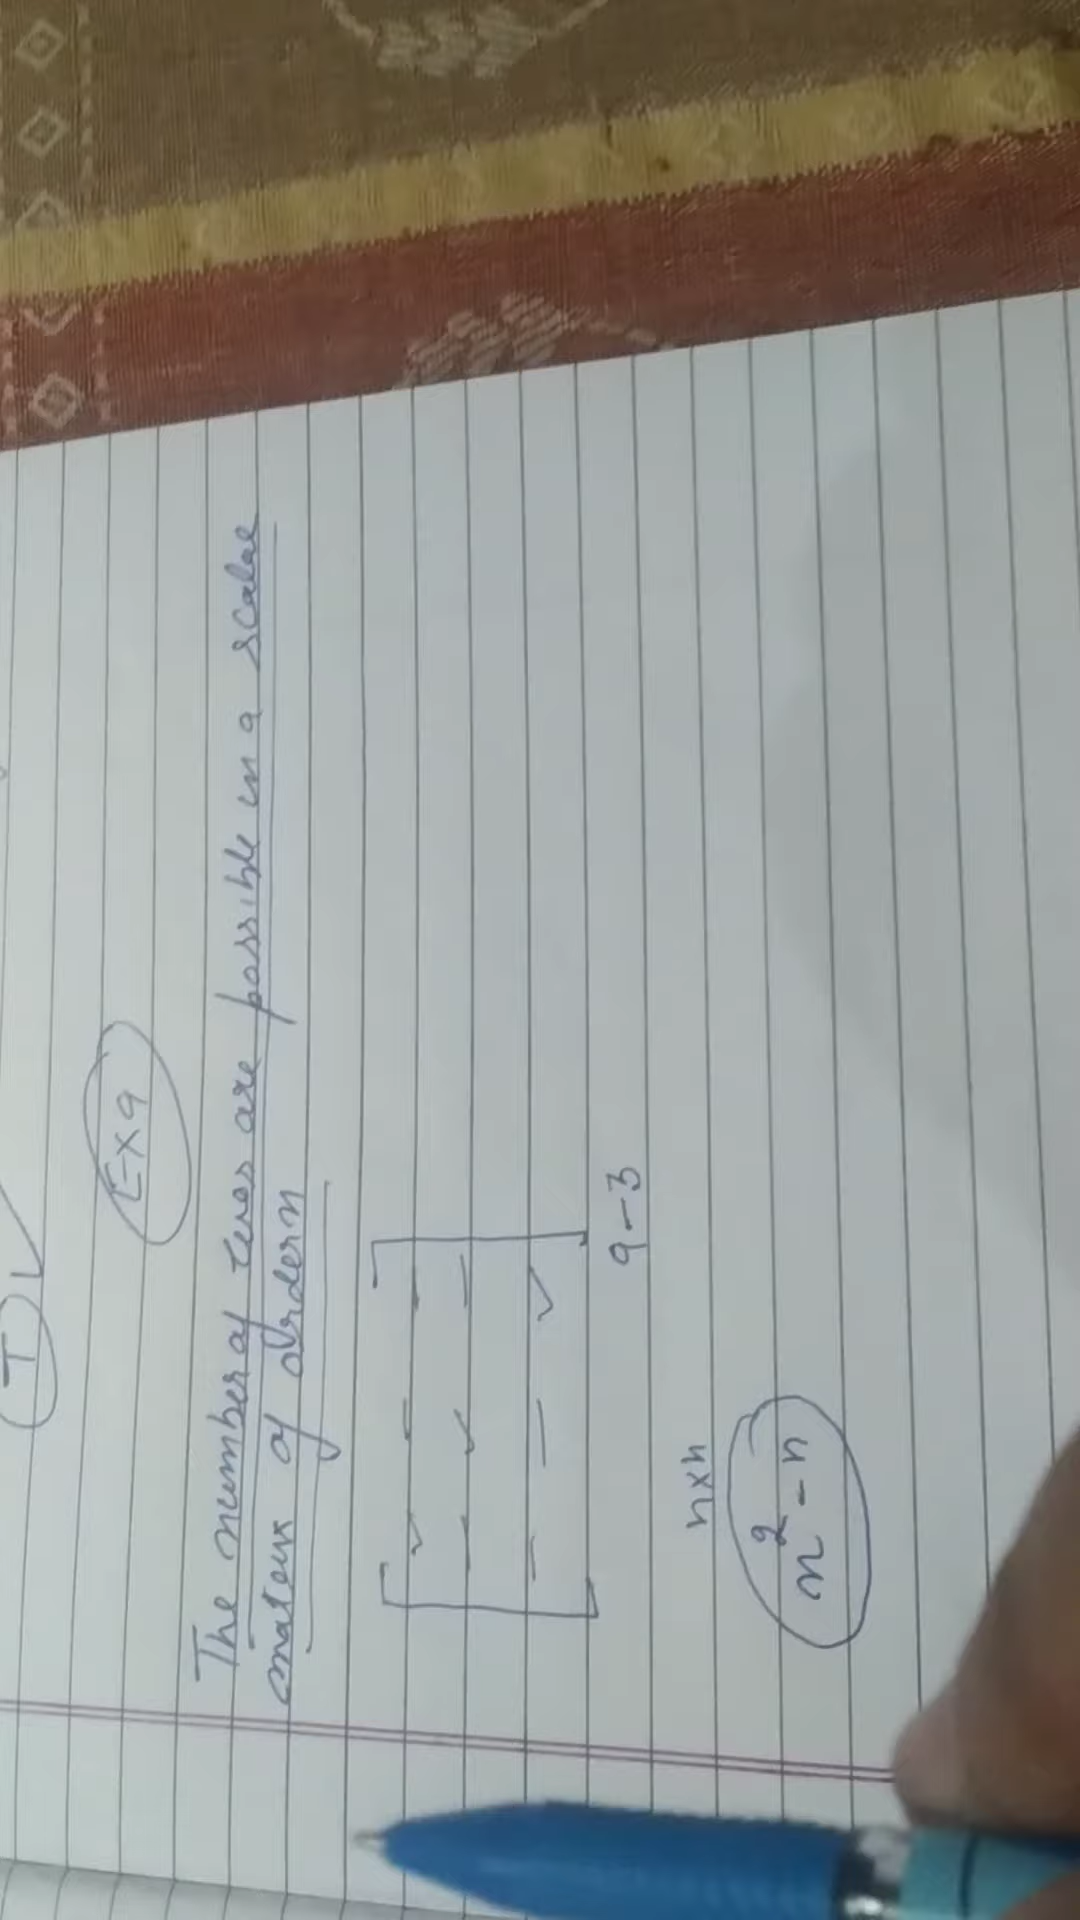 T
Ex 9
The number of zeros are possible in a scalar
matrix of order n
9-3
n×n
n² - n